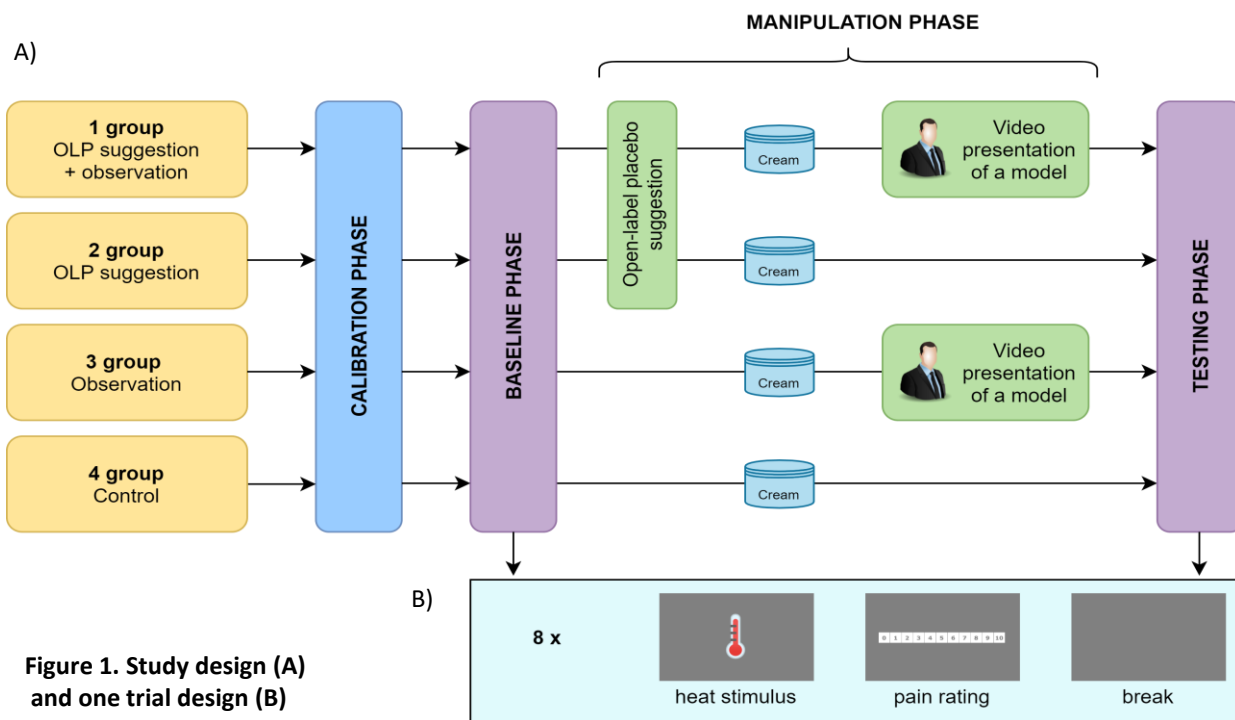 MANIPULATION PHASE
A)
1 group
OLP suggestion
+ observation
2 group
OLP suggestion
3 group
Observation
4 group
Control
CALIBRATION PHASE
BASELINE PHASE
Open-label placebo
suggestion
Cream
Video
presentation
of a model
Cream
Cream
Video
presentation
of a model
Cream
TESTING PHASE
B)
8 x
0 1 2 3 4 5 6 7 8 9 10
heat stimulus
pain rating
break
Figure 1. Study design (A)
and one trial design (B)